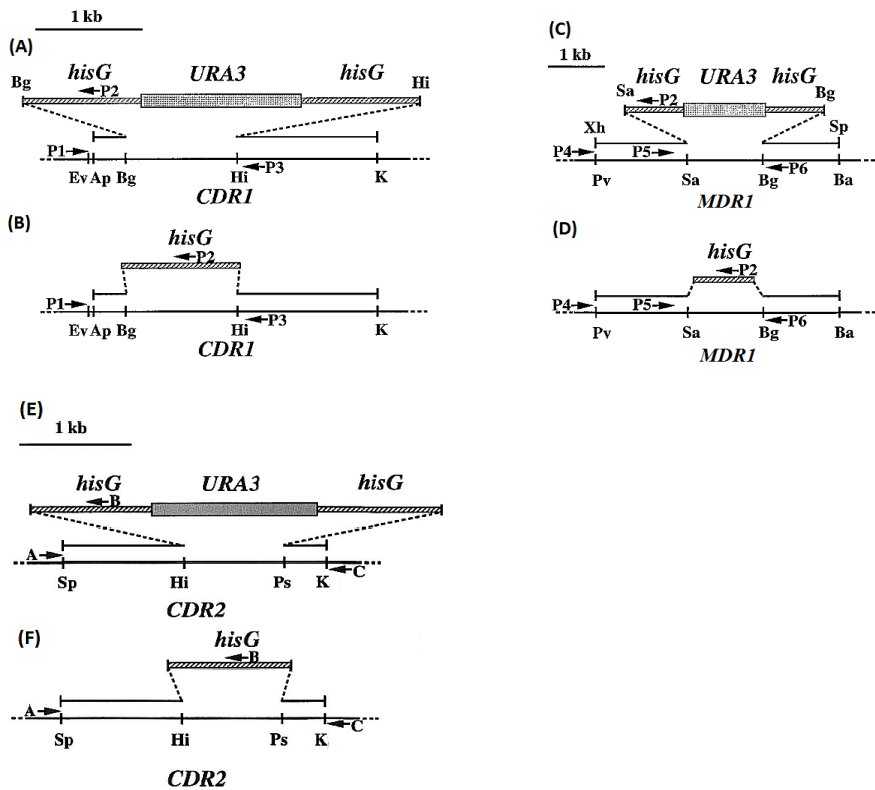 1 kb
(A)
hisG URA3 hisG
Bg P2 Hi
P1 P3
Ev Ap Bg Hi K
CDR1
(B)
hisG
P2
P1 P3
Ev Ap Bg Hi K
CDR1
(C)
1 kb
hisG URA3 hisG
Sa P2 Bg
Xh Sp
P4 P5 P6
Pv Sa Bg Ba
MDR1
(D)
hisG
P2
P4 P5 P6
Pv Sa Bg Ba
MDR1
(E)
1 kb
hisG URA3 hisG
B
A C
Sp Hi Ps K
CDR2
(F)
hisG
B
A C
Sp Hi Ps K
CDR2